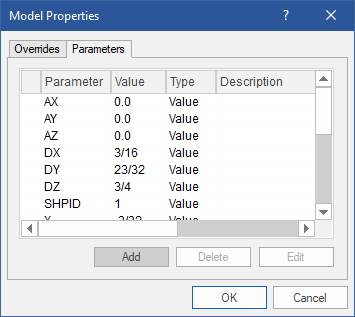 Model Properties ? ×
Overrides Parameters
Parameter Value Type Description
AX 0.0 Value
AY 0.0 Value
AZ 0.0 Value
DX 3/16 Value
DY 23/32 Value
DZ 3/4 Value
SHPID 1 Value
Add Delete Edit
OK Cancel